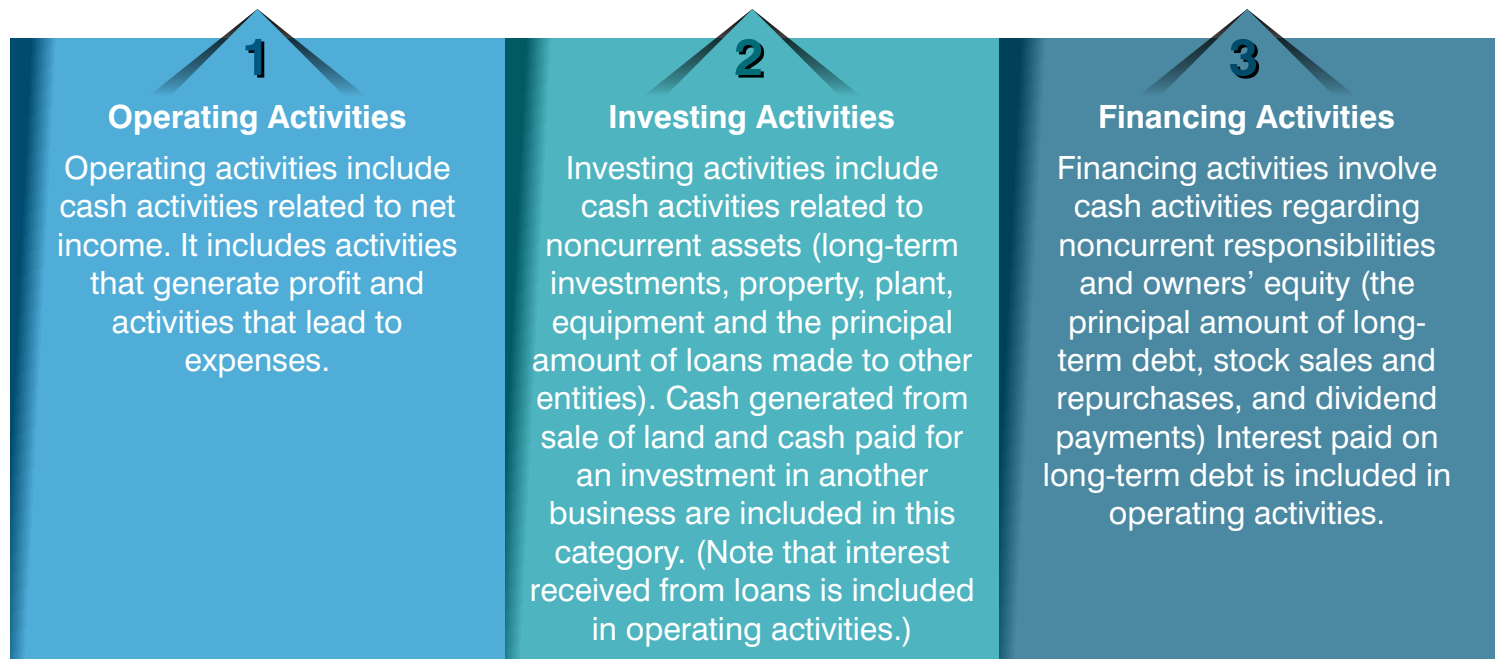 1
Operating Activities
Operating activities include
cash activities related to net
income. It includes activities
that generate profit and
activities that lead to
expenses.
2
Investing Activities
Investing activities include
cash activities related to
noncurrent assets (long-term
investments, property, plant,
equipment and the principal
amount of loans made to other
entities). Cash generated from
sale of land and cash paid for
an investment in another
business are included in this
category. (Note that interest
received from loans is included
in operating activities.)
3
Financing Activities
Financing activities involve
cash activities regarding
noncurrent responsibilities
and owners’ equity (the
principal amount of long-
term debt, stock sales and
repurchases, and dividend
payments) Interest paid on
long-term debt is included in
operating activities.